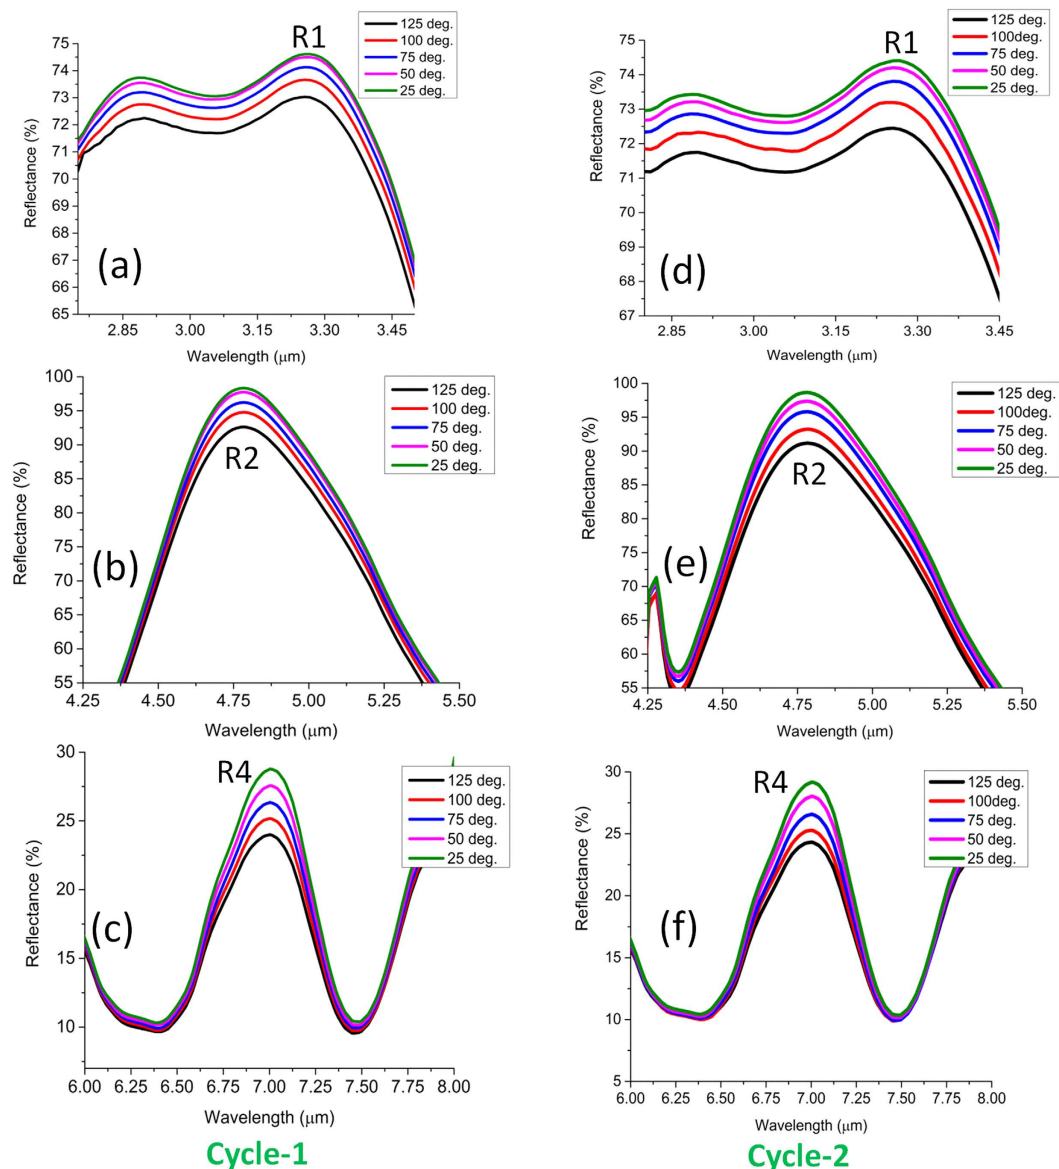 R1
125 deg.
100 deg.
75 deg.
50 deg.
25 deg.
Reflectance (%)
75
74
73
72
71
70
69
68
67
66
65
(a)
2.85
3.00
3.15
3.30
3.45
Wavelength (μm)
R1
125 deg.
100deg.
75 deg.
50 deg.
25 deg.
Reflectance (%)
75
74
73
72
71
70
69
68
67
(d)
2.85
3.00
3.15
3.30
3.45
Wavelength (μm)
125 deg.
100 deg.
75 deg.
50 deg.
25 deg.
R2
Reflectance (%)
100
95
90
85
80
75
70
65
60
55
(b)
4.25
4.50
4.75
5.00
5.25
5.50
Wavelength (μm)
125 deg.
100deg.
75 deg.
50 deg.
25 deg.
R2
Reflectance (%)
100
95
90
85
80
75
70
65
60
55
(e)
4.25
4.50
4.75
5.00
5.25
5.50
Wavelength (μm)
R4
125 deg.
100 deg.
75 deg.
50 deg.
25 deg.
Reflectance (%)
30
25
20
15
10
(c)
6.00
6.25
6.50
6.75
7.00
7.25
7.50
7.75
8.00
Wavelength (μm)
R4
125 deg.
100deg.
75 deg.
50 deg.
25 deg.
Reflectance (%)
30
25
20
15
10
5
(f)
6.00
6.25
6.50
6.75
7.00
7.25
7.50
7.75
8.00
Wavelength (μm)
Cycle-1
Cycle-2